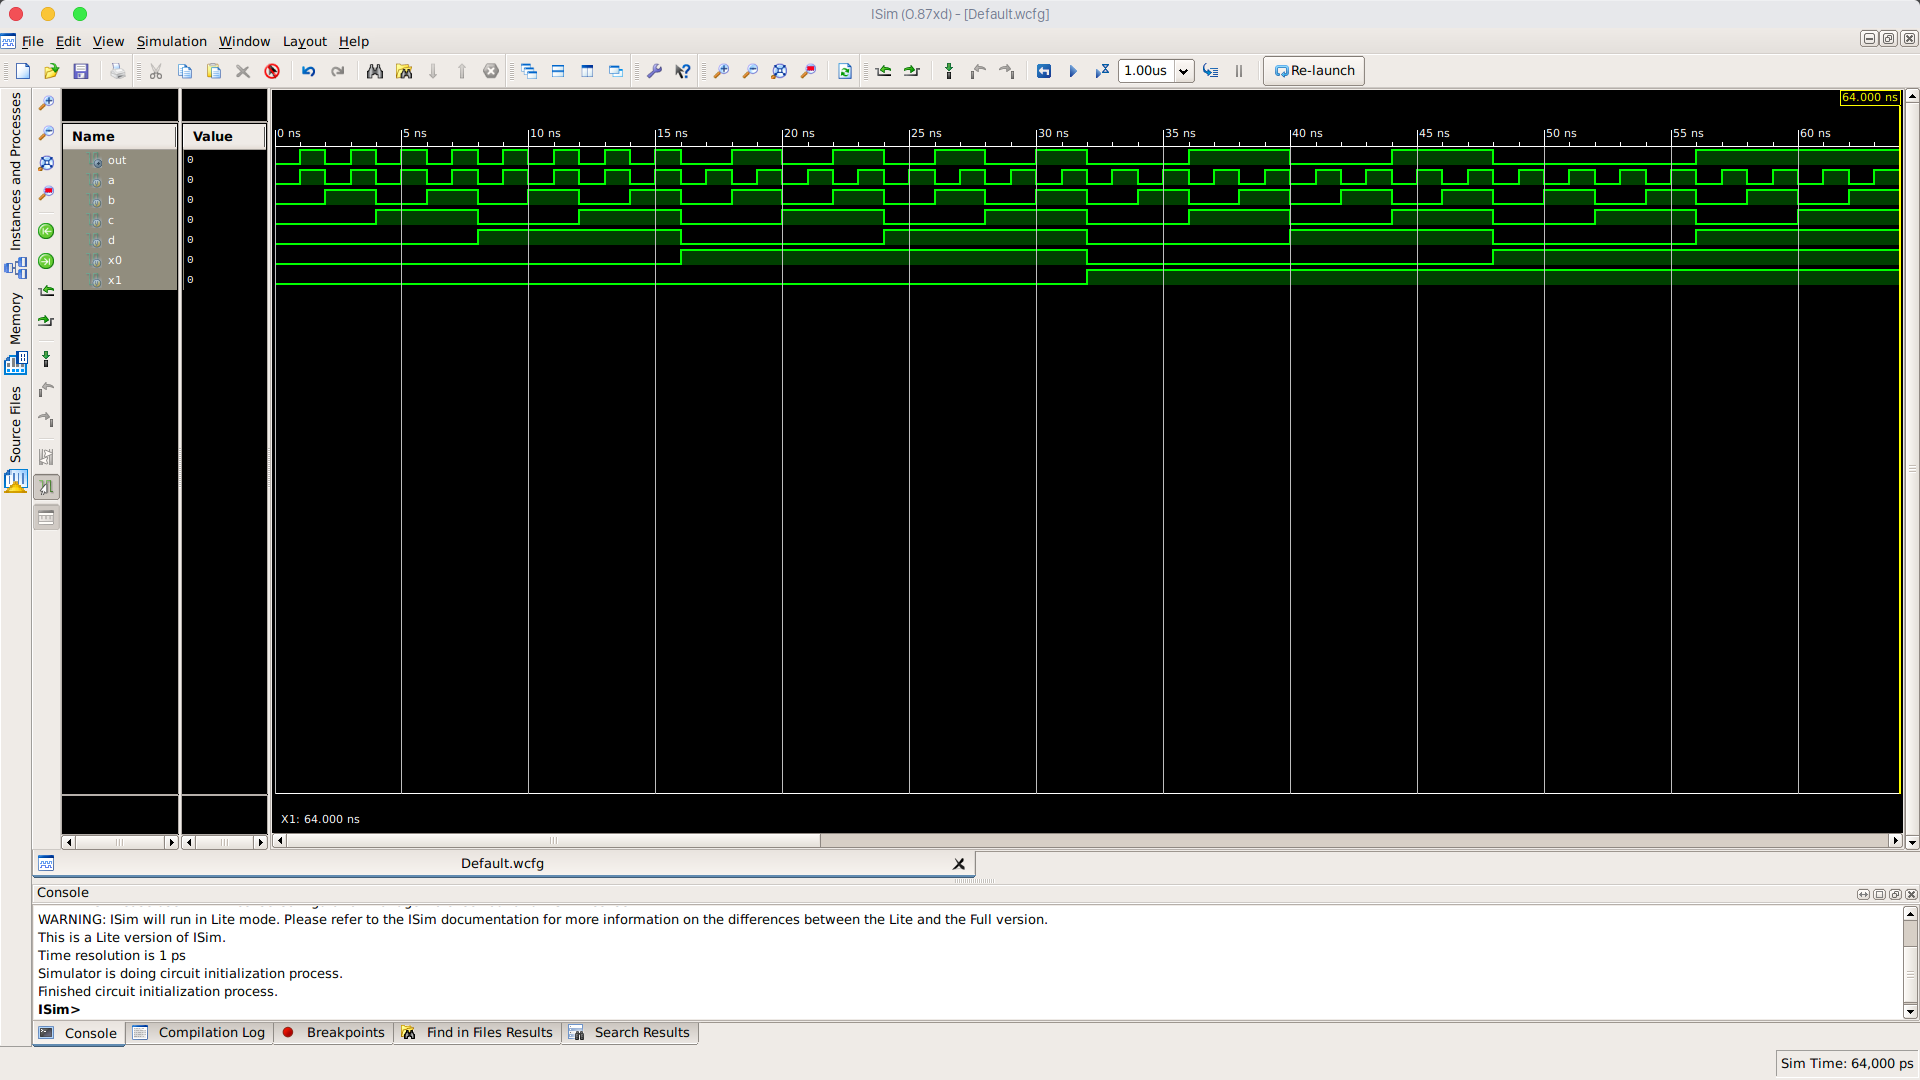 ISim (0.87xd) - [Default.wcfg]
File Edit View Simulation Window Layout Help
1.00us Re-launch
Instances and Processes
Memory
Source Files
64.000 ns
Name Value
0 ns 5 ns 10 ns 15 ns 20 ns 25 ns 30 ns 35 ns 40 ns 45 ns 50 ns 55 ns 60 ns
out 0
a 0
b 0
c 0
d 0
x0 0
x1 0
X1: 64.000 ns
Default.wcfg
Console
WARNING: ISim will run in Lite mode. Please refer to the ISim documentation for more information on the differences between the Lite and the Full version.
This is a Lite version of ISim.
Time resolution is 1 ps
Simulator is doing circuit initialization process.
Finished circuit initialization process.
ISim>
Console Compilation Log Breakpoints Find in Files Results Search Results
Sim Time: 64,000 ps